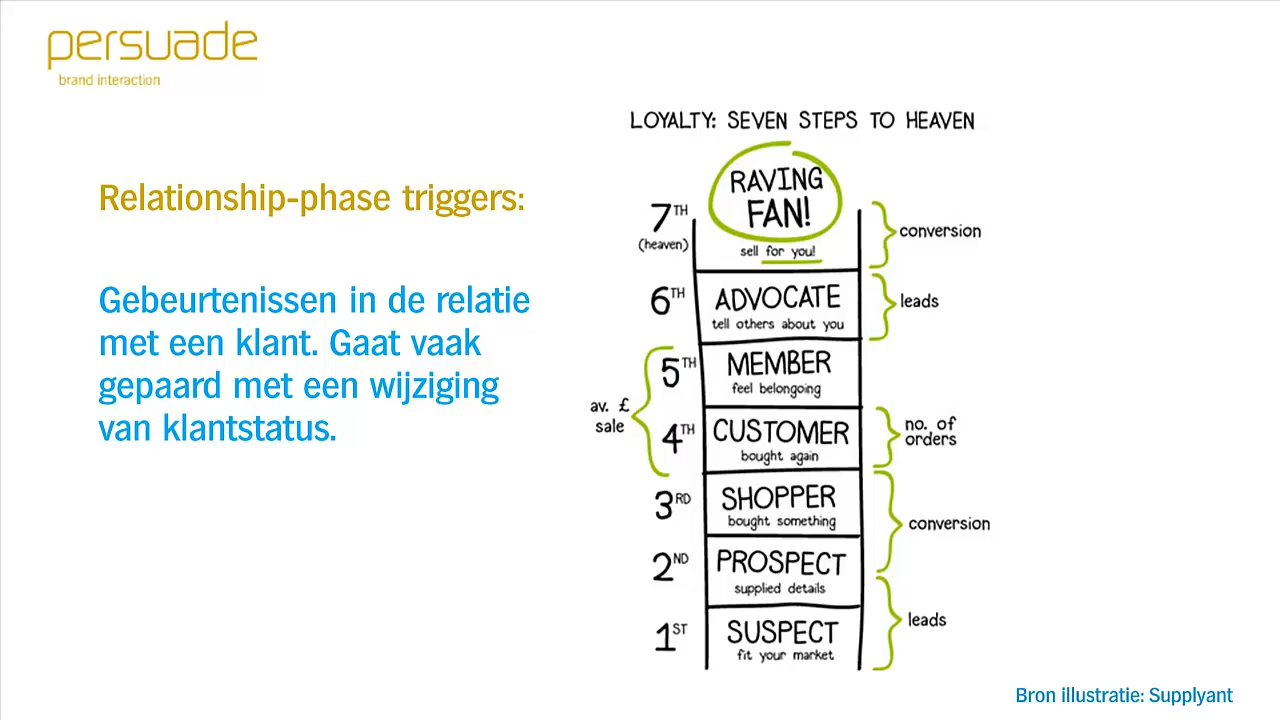 persuade
brand interaction
Relationship-phase triggers:
Gebeurtenissen in de relatie
met een klant. Gaat vaak
gepaard met een wijziging
van klantstatus.
LOYALTY: SEVEN STEPS TO HEAVEN
RAVING
FAN!
7TH
(heaven)
sell for you!
conversion
6TH
ADVOCATE
tell others about you
leads
5TH
MEMBER
feel belongoing
av. £
sale
4TH
CUSTOMER
bought again
no. of
orders
3RD
SHOPPER
bought something
conversion
2ND
PROSPECT
supplied details
leads
1ST
SUSPECT
fit your market
Bron illustratie: Supplyant